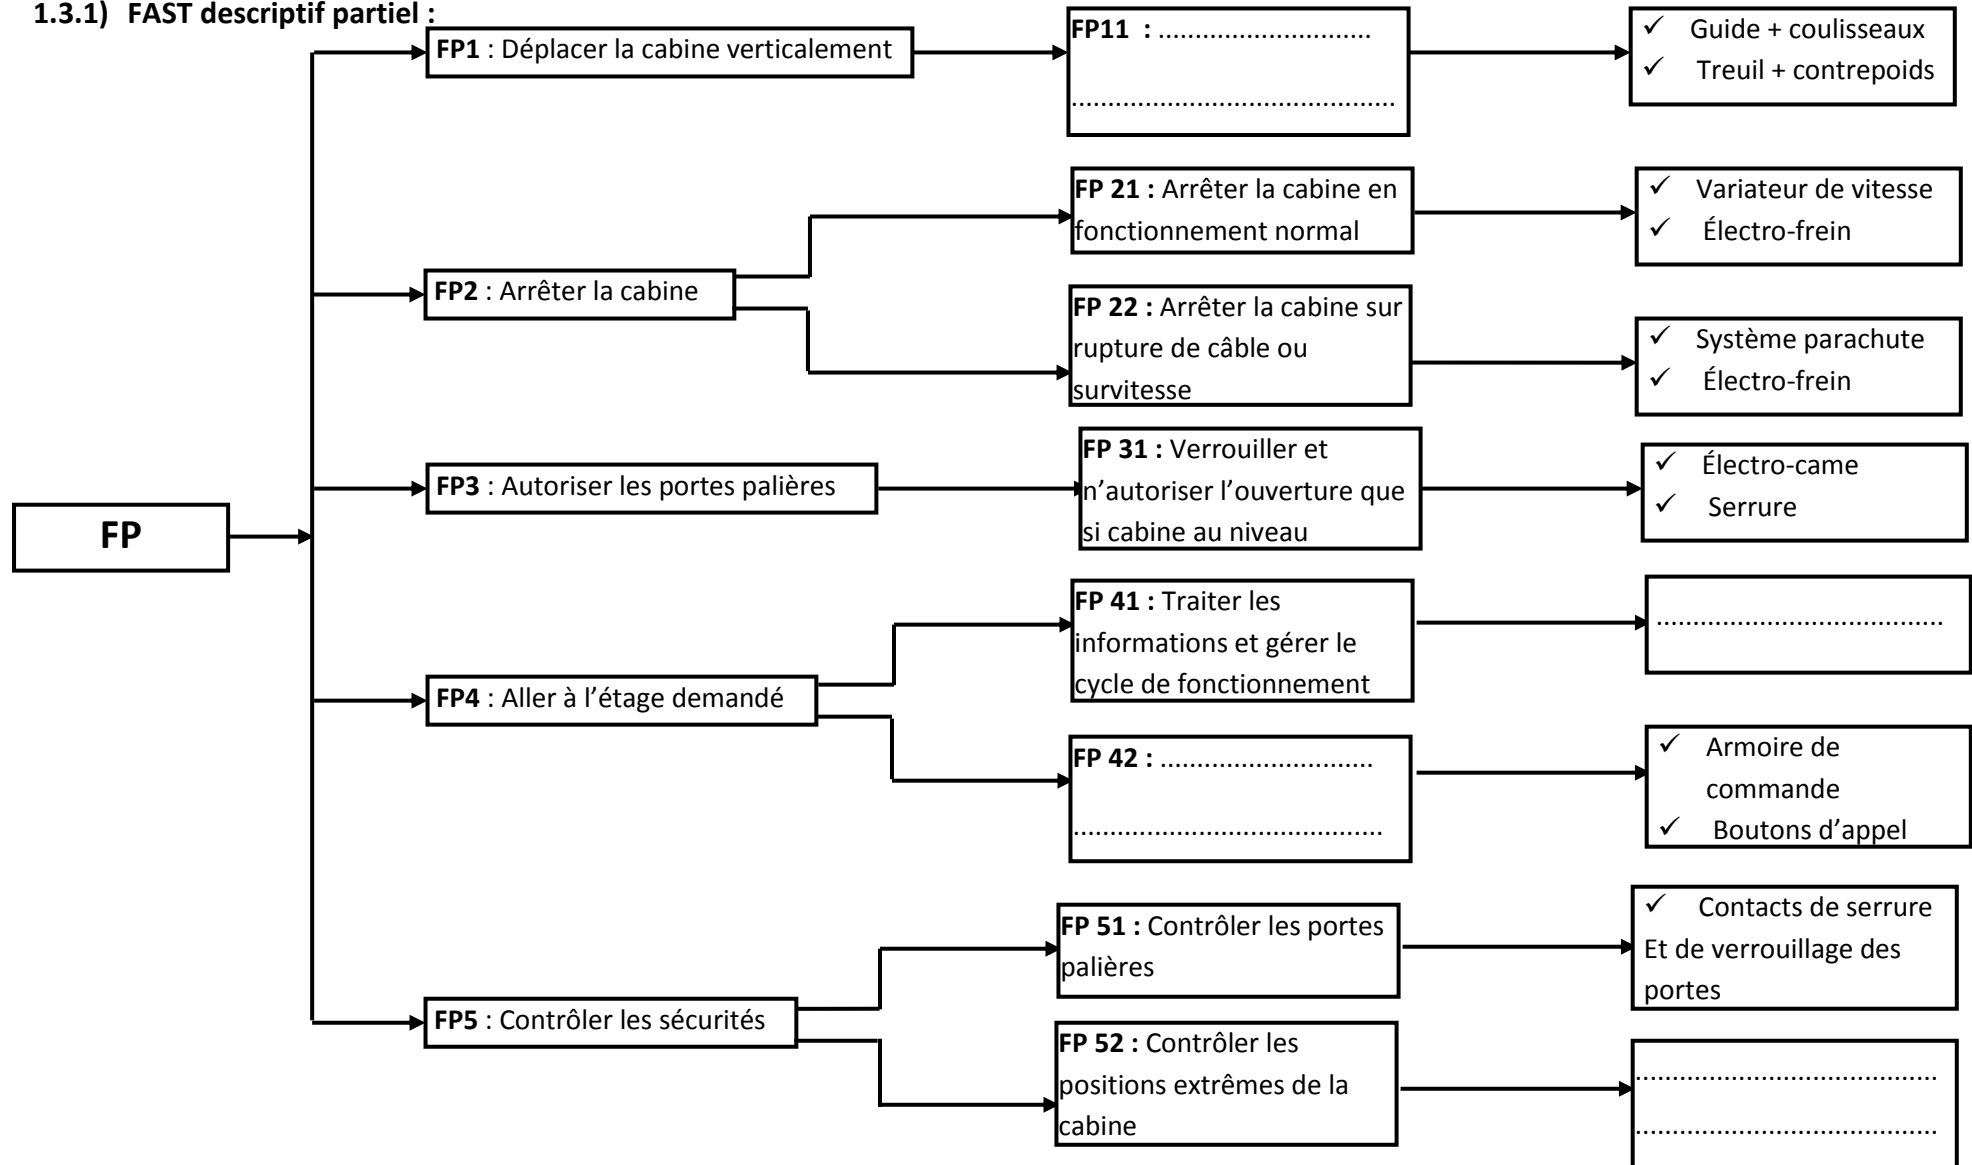 1.3.1) FAST descriptif partiel :
FP1 : Déplacer la cabine verticalement
FP11 : .............................
............................................
✓ Guide + coulisseaux
✓ Treuil + contrepoids
FP 21 : Arrêter la cabine en
fonctionnement normal
✓ Variateur de vitesse
✓ Électro-frein
FP2 : Arrêter la cabine
FP 22 : Arrêter la cabine sur
rupture de câble ou
survitesse
✓ Système parachute
✓ Électro-frein
FP3 : Autoriser les portes palières
FP 31 : Verrouiller et
n’autoriser l’ouverture que
si cabine au niveau
✓ Électro-came
✓ Serrure
FP
FP 41 : Traiter les
informations et gérer le
cycle de fonctionnement
.......................................
FP4 : Aller à l’étage demandé
FP 42 : .............................
..........................................
✓ Armoire de
commande
✓ Boutons d’appel
FP 51 : Contrôler les portes
palières
✓ Contacts de serrure
Et de verrouillage des
portes
FP5 : Contrôler les sécurités
FP 52 : Contrôler les
positions extrêmes de la
cabine
.........................................
.........................................